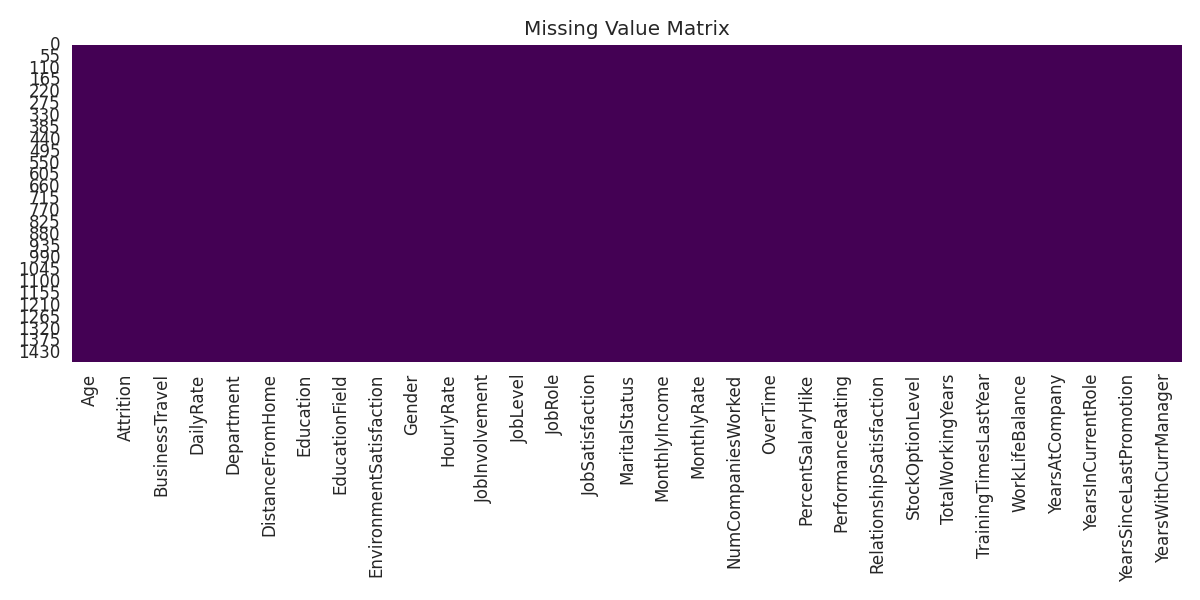 Missing Value Matrix
0
55
110
165
220
275
330
385
440
495
550
605
660
715
770
825
880
935
990
1045
1100
1155
1210
1265
1320
1375
1430
Age
Attrition
BusinessTravel
DailyRate
Department
DistanceFromHome
Education
EducationField
EnvironmentSatisfaction
Gender
HourlyRate
JobInvolvement
JobLevel
JobRole
JobSatisfaction
MaritalStatus
MonthlyIncome
MonthlyRate
NumCompaniesWorked
OverTime
PercentSalaryHike
PerformanceRating
RelationshipSatisfaction
StockOptionLevel
TotalWorkingYears
TrainingTimesLastYear
WorkLifeBalance
YearsAtCompany
YearsInCurrentRole
YearsSinceLastPromotion
YearsWithCurrManager